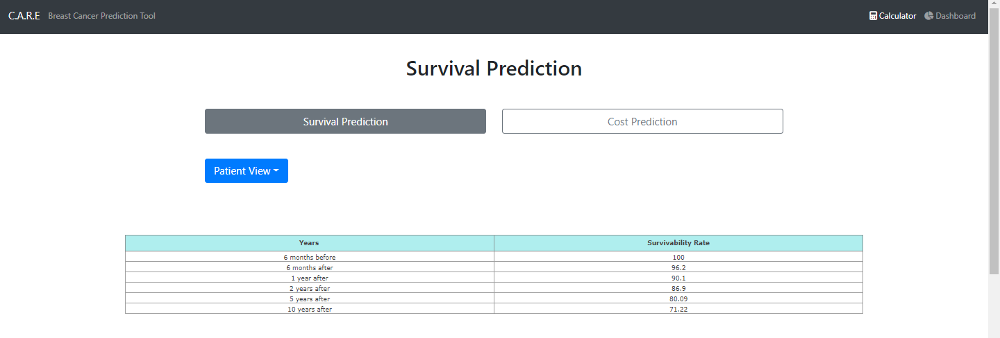 C.A.R.E Breast Cancer Prediction Tool Calculator Dashboard
Survival Prediction
Survival Prediction Cost Prediction
Patient View
Years Survivability Rate
6 months before 100
6 months after 96.2
1 year after 90.1
2 years after 86.9
5 years after 80.09
10 years after 71.22